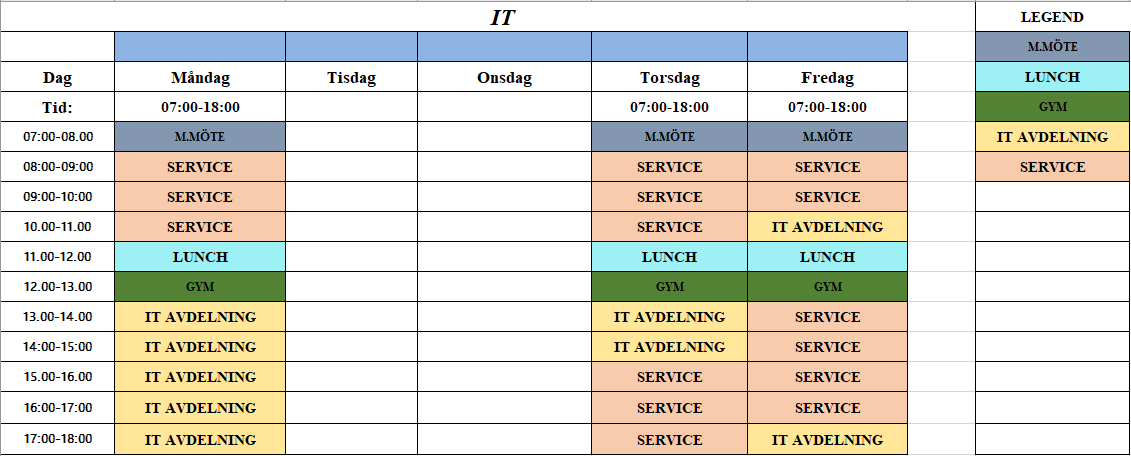 IT LEGEND
M.MÖTE
Dag Måndag Tisdag Onsdag Torsdag Fredag LUNCH
Tid: 07:00-18:00 07:00-18:00 07:00-18:00 GYM
07:00-08.00 M.MÖTE M.MÖTE M.MÖTE IT AVDELNING
08:00-09:00 SERVICE SERVICE SERVICE SERVICE
09:00-10:00 SERVICE SERVICE SERVICE
10.00-11.00 SERVICE SERVICE IT AVDELNING
11.00-12.00 LUNCH LUNCH LUNCH
12.00-13.00 GYM GYM GYM
13.00-14.00 IT AVDELNING IT AVDELNING SERVICE
14:00-15:00 IT AVDELNING IT AVDELNING SERVICE
15.00-16.00 IT AVDELNING SERVICE SERVICE
16:00-17:00 IT AVDELNING SERVICE SERVICE
17:00-18:00 IT AVDELNING SERVICE IT AVDELNING